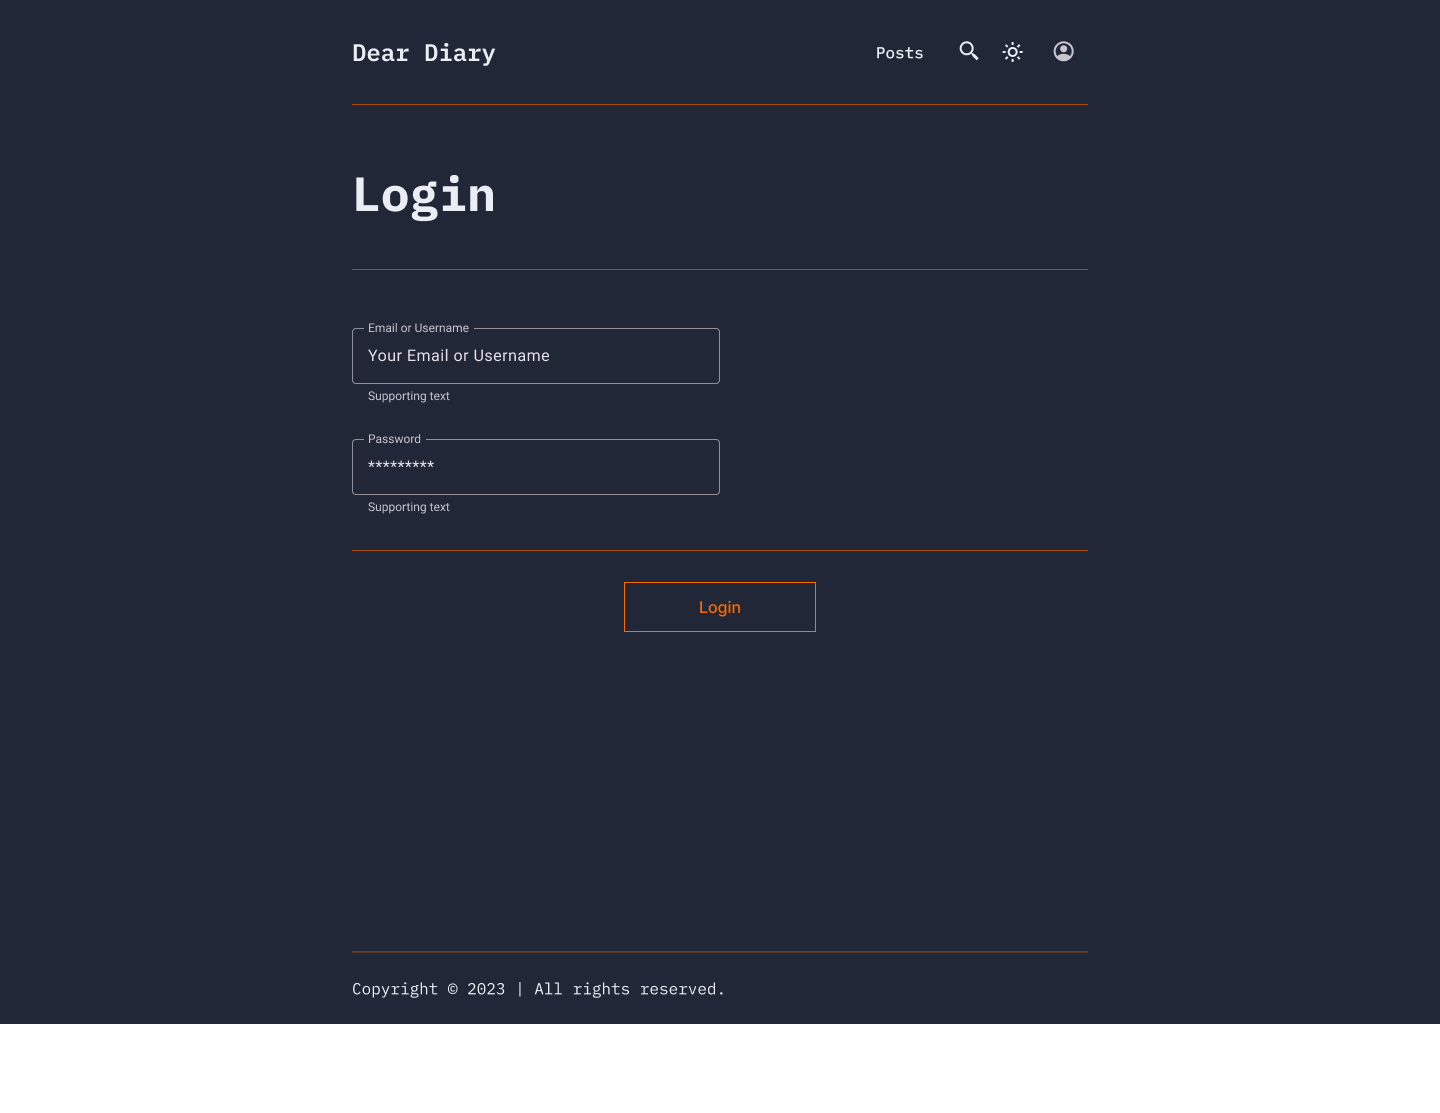 Dear Diary
Posts
Login
Email or Username
Your Email or Username
Supporting text
Password
*********
Supporting text
Login
Copyright © 2023 | All rights reserved.